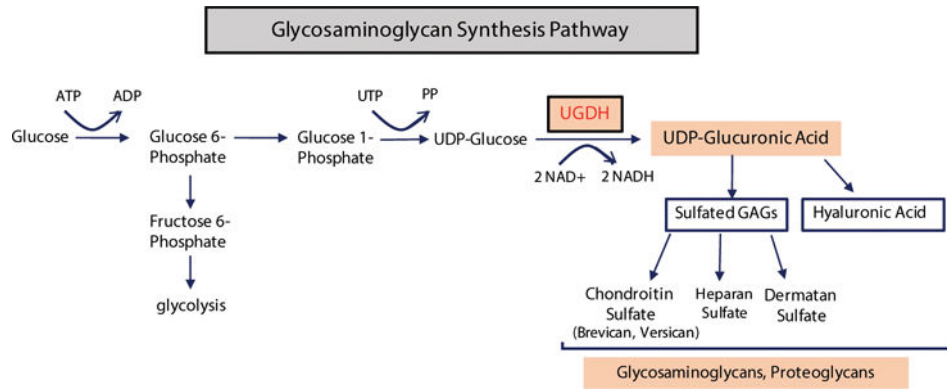 Glycosaminoglycan Synthesis Pathway
ATP
ADP
UTP
PP
UGDH
Glucose
Glucose 6-
Phosphate
Glucose 1-
Phosphate
UDP-Glucose
UDP-Glucuronic Acid
2 NAD+
2 NADH
Fructose 6-
Phosphate
Sulfated GAGs
Hyaluronic Acid
glycolysis
Chondroitin
Sulfate
(Brevican, Versican)
Heparan
Sulfate
Dermatan
Sulfate
Glycosaminoglycans, Proteoglycans